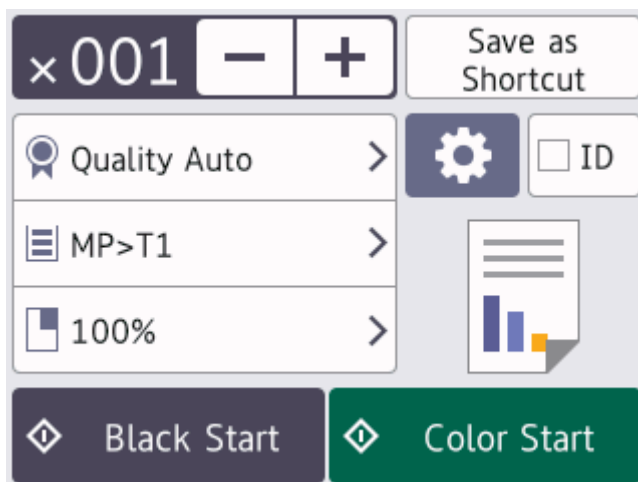 ×001 − +
Save as
Shortcut
Quality Auto
ID
MP>T1
100%
Black Start
Color Start